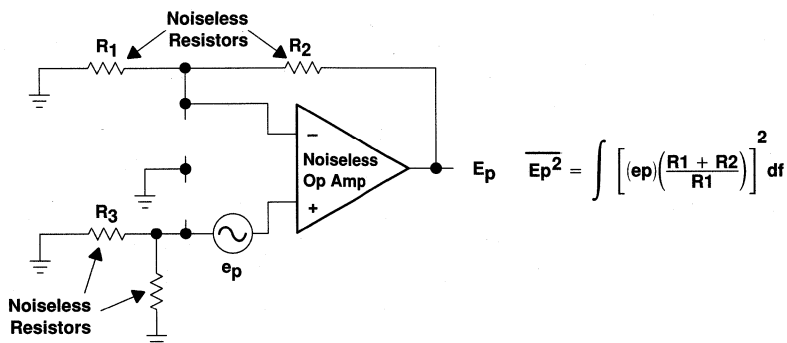 Noiseless
Resistors
R1
R2
−
Noiseless
Op Amp
+
Ep
Ep² = ∫ [(ep)(R1 + R2 / R1)]² df
R3
ep
Noiseless
Resistors